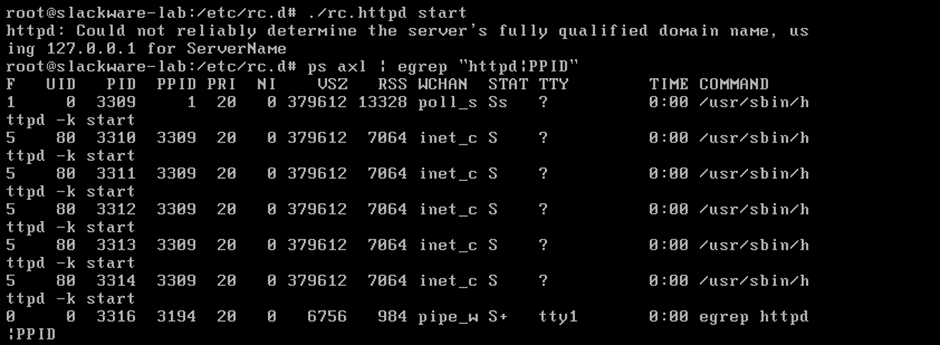 root@slackware-lab:/etc/rc.d# ./rc.httpd start
httpd: Could not reliably determine the server's fully qualified domain name, us
ing 127.0.0.1 for ServerName
root@slackware-lab:/etc/rc.d# ps axl ¦ egrep "httpd¦PPID"
F   UID   PID  PPID PRI  NI    VSZ   RSS WCHAN  STAT TTY        TIME COMMAND
1     0  3309     1  20   0 379612 13328 poll_s Ss   ?          0:00 /usr/sbin/h
ttpd -k start
5    80  3310  3309  20   0 379612  7064 inet_c S    ?          0:00 /usr/sbin/h
ttpd -k start
5    80  3311  3309  20   0 379612  7064 inet_c S    ?          0:00 /usr/sbin/h
ttpd -k start
5    80  3312  3309  20   0 379612  7064 inet_c S    ?          0:00 /usr/sbin/h
ttpd -k start
5    80  3313  3309  20   0 379612  7064 inet_c S    ?          0:00 /usr/sbin/h
ttpd -k start
5    80  3314  3309  20   0 379612  7064 inet_c S    ?          0:00 /usr/sbin/h
ttpd -k start
0     0  3316  3194  20   0   6756   984 pipe_w S+   tty1       0:00 egrep httpd
¦PPID